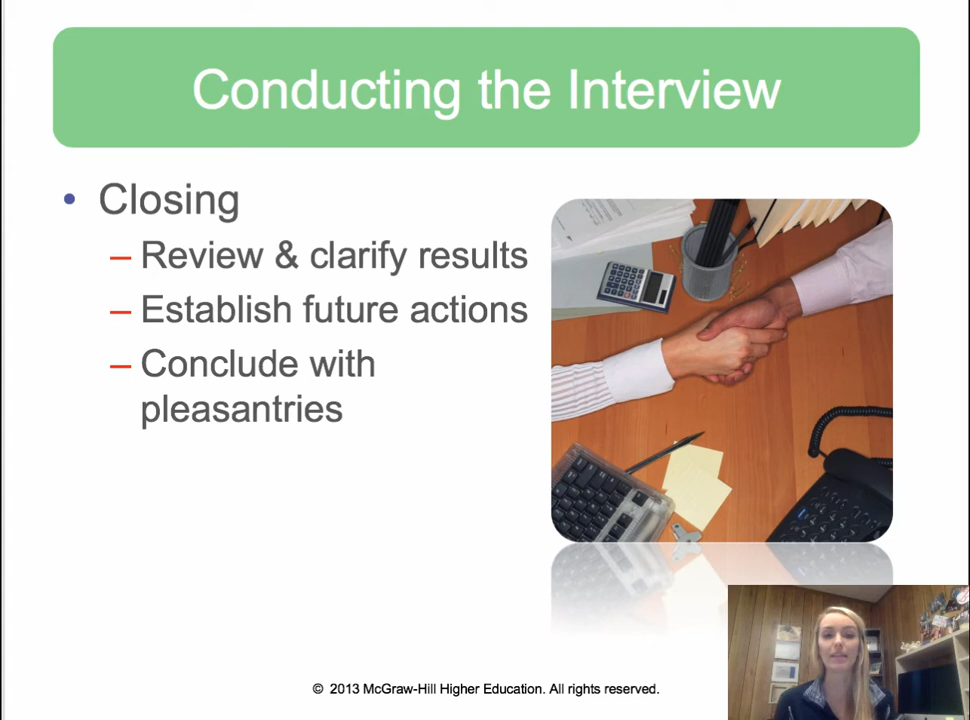 Conducting the Interview
• Closing
– Review & clarify results
– Establish future actions
– Conclude with
pleasantries
© 2013 McGraw-Hill Higher Education. All rights reserved.